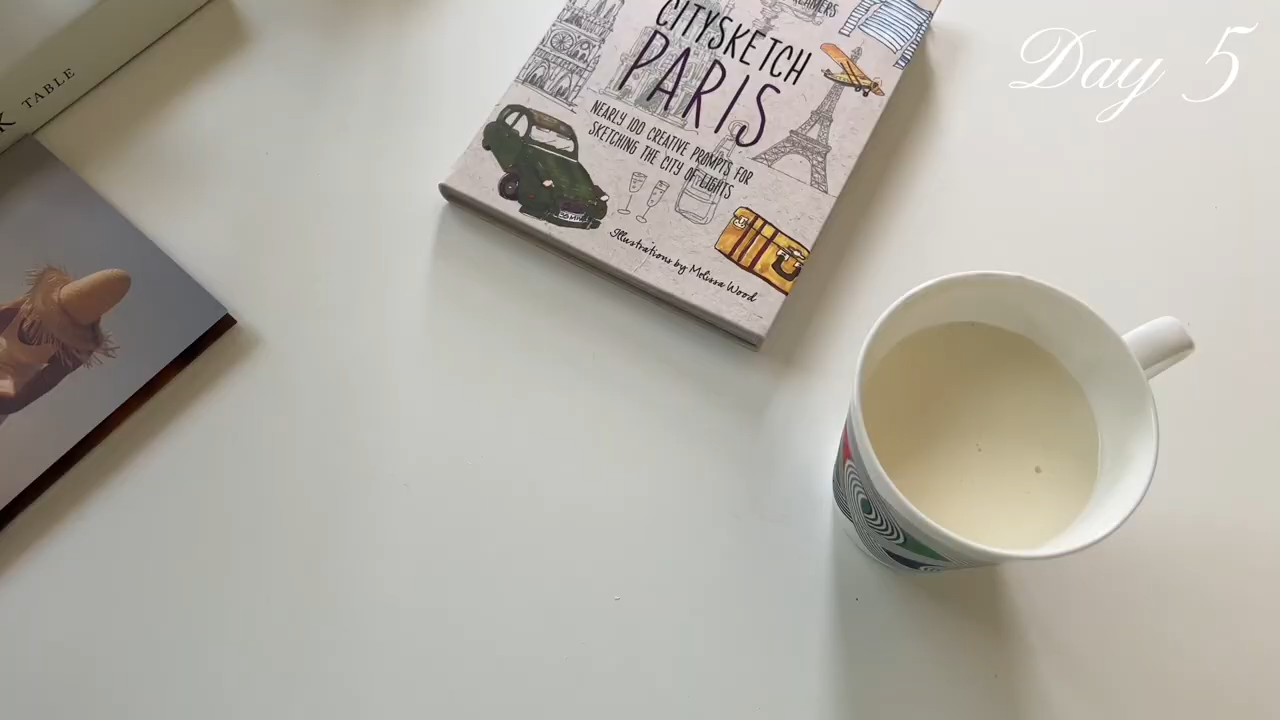 Day 5
TABLE
CITYSKETCH
PARIS
NEARLY 100 CREATIVE PROMPTS FOR
SKETCHING THE CITY OF LIGHTS
Illustrations by Melissa Wood